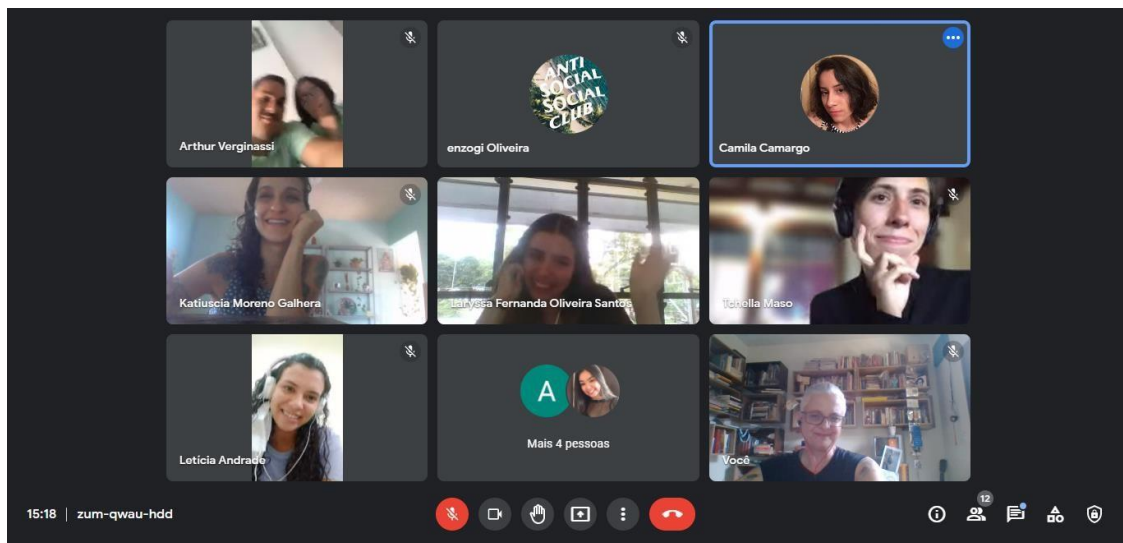 ANTI
SOCIAL
SOCIAL
CLUB
Arthur Verginassi
enzogi Oliveira
Camila Camargo
Katiuscia Moreno Galhera
Laryssa Fernanda Oliveira Santos
Tchella Maso
Letícia Andrade
A
Mais 4 pessoas
Você
15:18 | zum-qwau-hdd
12